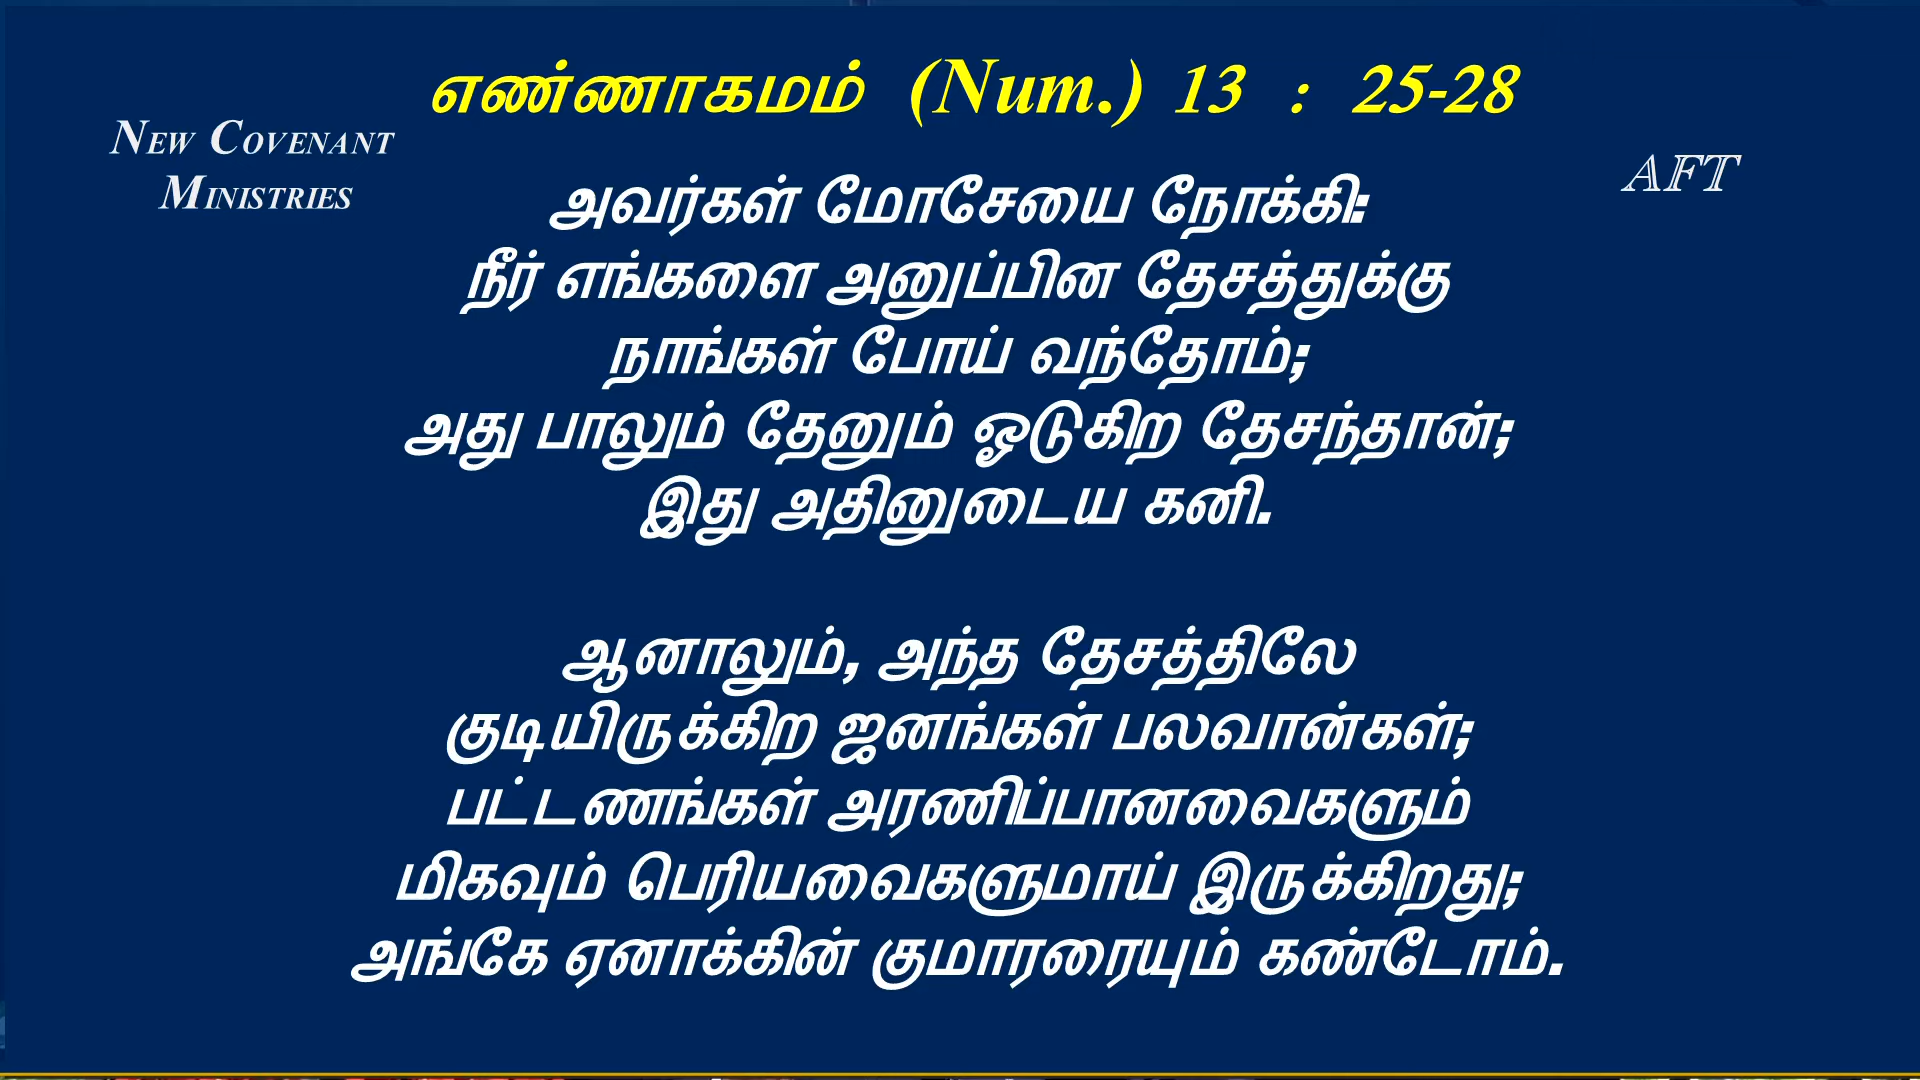 எண்ணாகமம் (Num.) 13 : 25-28
NEW COVENANT
MINISTRIES
AFT
அவர்கள் மோசேயை நோக்கி:
நீர் எங்களை அனுப்பின தேசத்துக்கு
நாங்கள் போய் வந்தோம்;
அது பாலும் தேனும் ஓடுகிற தேசந்தான்;
இது அதினுடைய கனி.
ஆனாலும், அந்த தேசத்திலே
குடியிருக்கிற ஜனங்கள் பலவான்கள்;
பட்டணங்கள் அரணிப்பானவைகளும்
மிகவும் பெரியவைகளுமாய் இருக்கிறது;
அங்கே ஏனாக்கின் குமாரரையும் கண்டோம்.